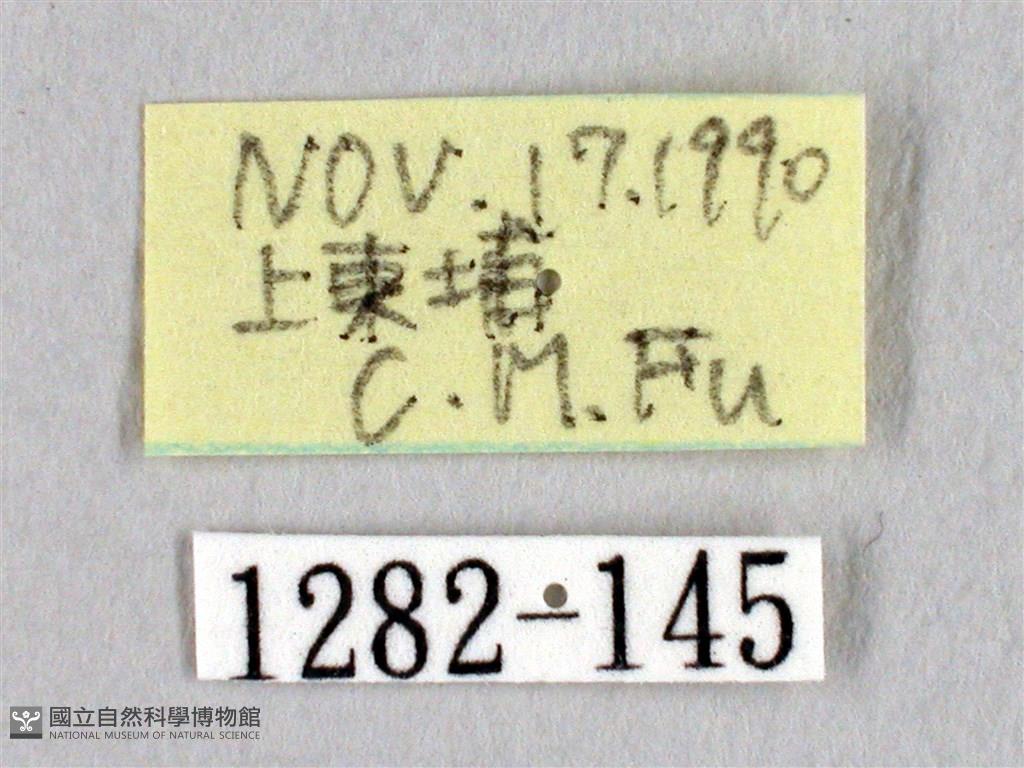 NOV. 17. 1990
上東埔
C. M. Fu
1282-145
國立自然科學博物館
NATIONAL MUSEUM OF NATURAL SCIENCE